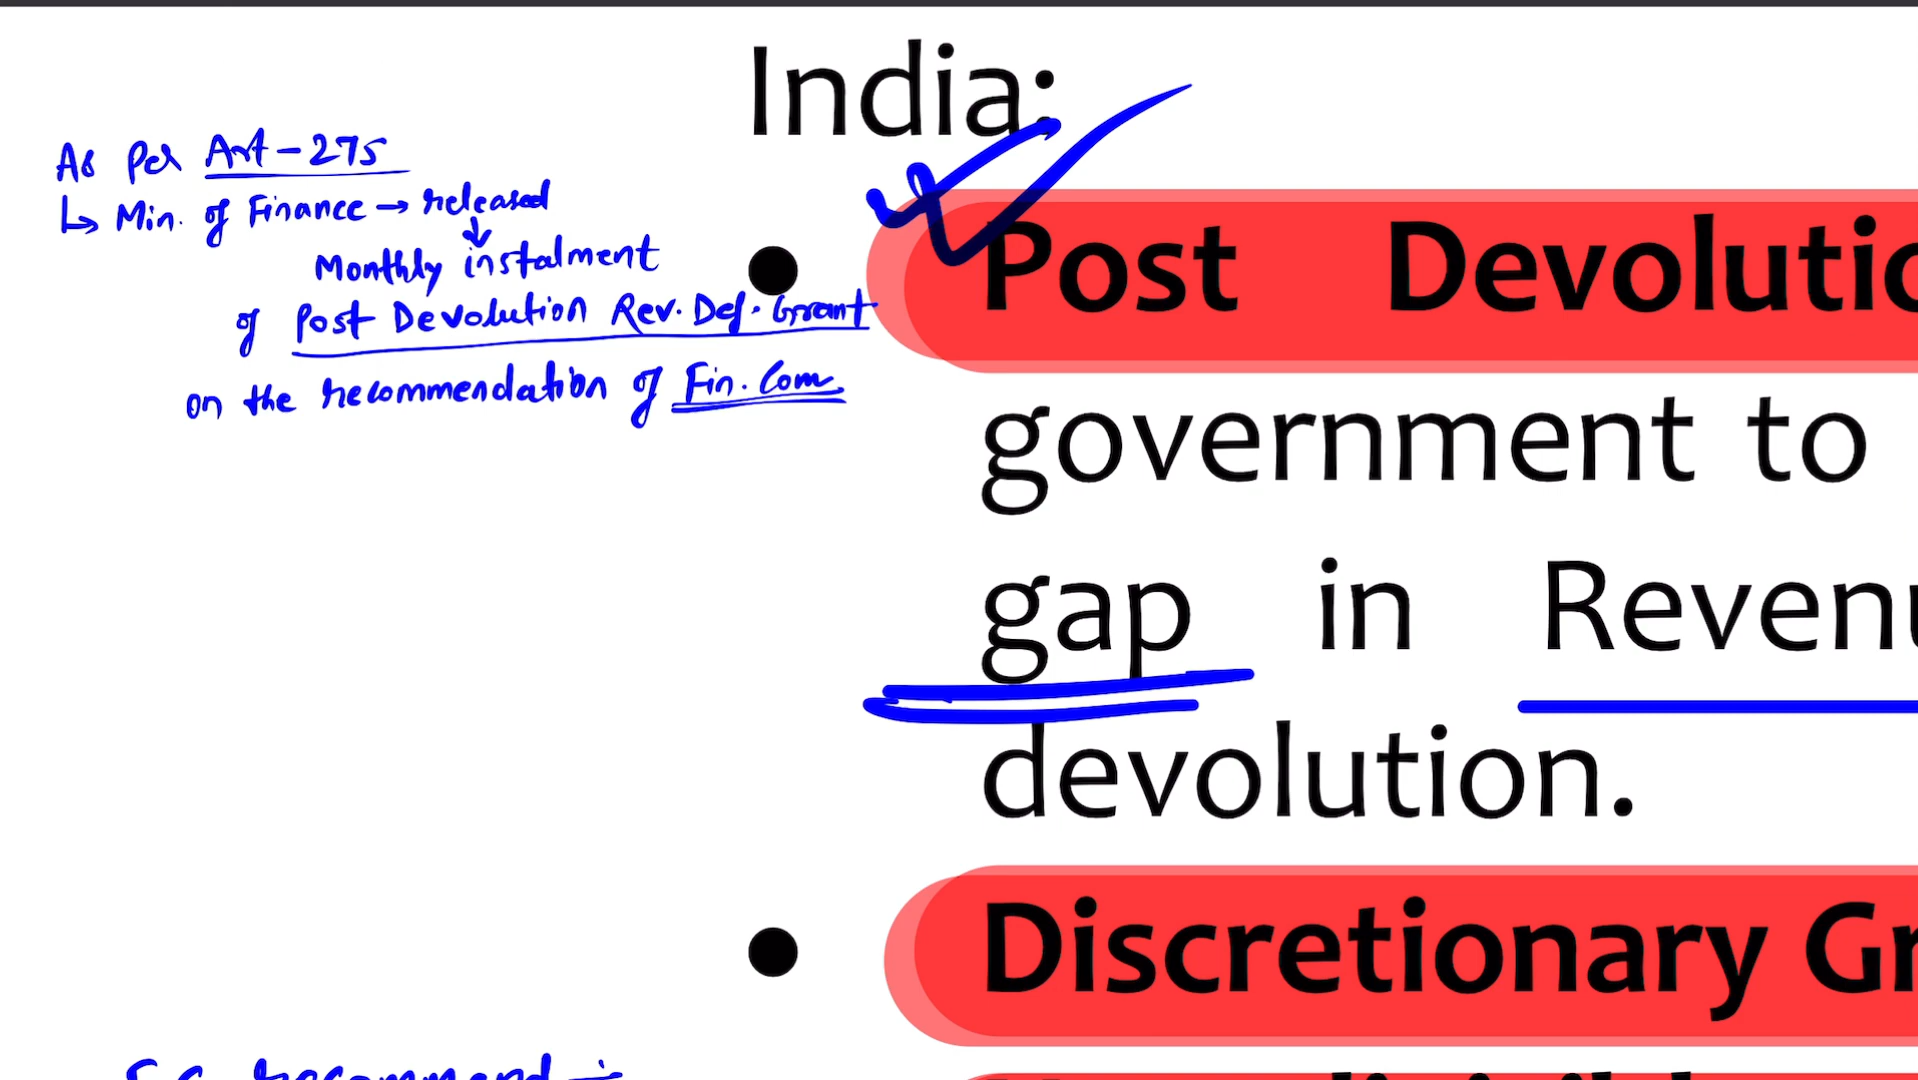 India:
As Per Art-275
↳ Min. of Finance → released
↓
Monthly instalment
of Post Devolution Rev. Def. Grant
on the recommendation of Fin. Com
• Post Devolutio
government to
gap in Revenu
devolution.
• Discretionary Gr
recommend